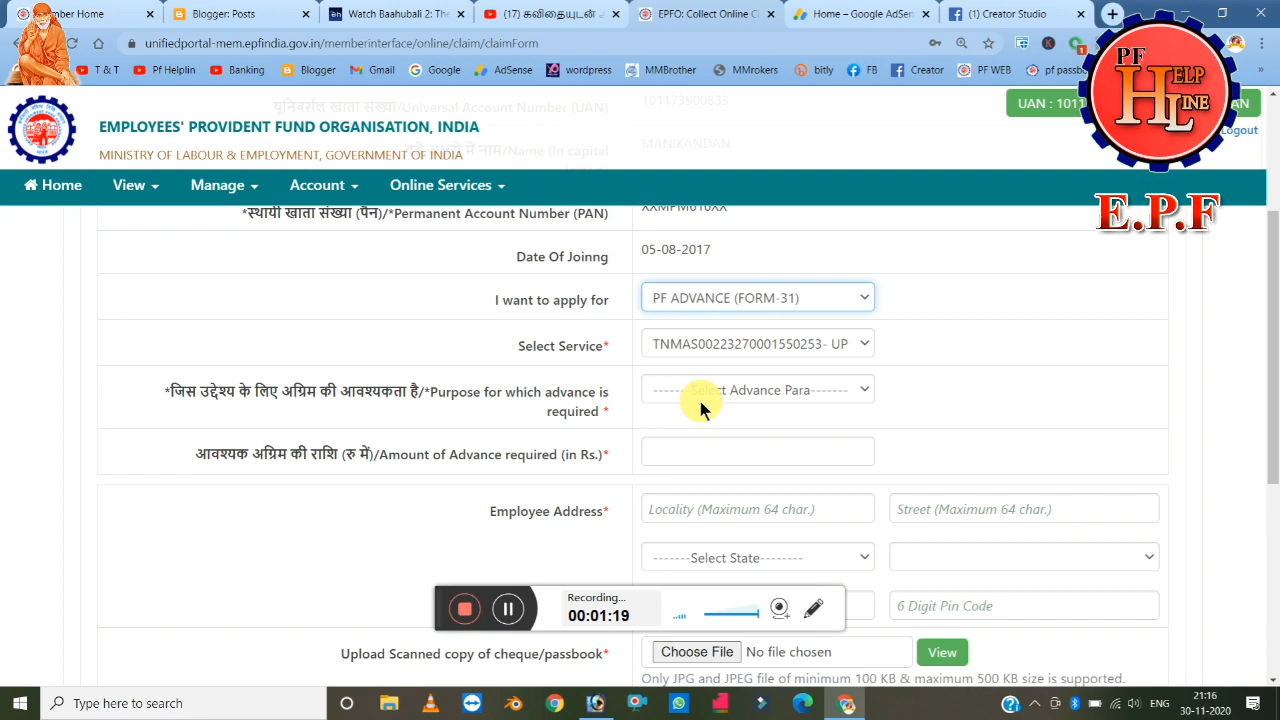 Home
Blogger: Posts
Watch Baahubali 2: The
(17) கவிதையுடன்
EPFO: Collect Onli
Home – Google AdSen
(1) Creator Studio
unifiedportal-mem.epfindia.gov.in/memberinterface/online/claim/claimForm
T & T
PF Helplin
Banking
Blogger
Gmail
Google
AdSense
wordpress
MMBrother
MMroke
bitly
FB
Creator
PF WEB
pf passbo
PF
HELP
LINE
HL
E.P.F
यूनिवर्सल खाता संख्या/Universal Account Number (UAN)
101173900833
UAN : 1011
AN
EMPLOYEES' PROVIDENT FUND ORGANISATION, INDIA
MINISTRY OF LABOUR & EMPLOYMENT, GOVERNMENT OF INDIA
में नाम/Name (In capital
MANIKANDAN
Logout
Home View Manage Account Online Services
*स्थायी खाता संख्या (पैन)/*Permanent Account Number (PAN)
XXMPM616XX
Date Of Joinng
05-08-2017
I want to apply for
PF ADVANCE (FORM-31)
Select Service*
TNMAS00223270001550253- UP
*जिस उद्देश्य के लिए अग्रिम की आवश्यकता है/*Purpose for which advance is
required *
------Select Advance Para-------
आवश्यक अग्रिम की राशि (रु में)/Amount of Advance required (in Rs.)*
Employee Address*
Locality (Maximum 64 char.)
Street (Maximum 64 char.)
-------Select State--------
6 Digit Pin Code
Recording...
00:01:19
Upload Scanned copy of cheque/passbook*
Choose File No file chosen
View
Only JPG and JPEG file of minimum 100 KB & maximum 500 KB size is supported.
Type here to search
ENG
21:16
30-11-2020